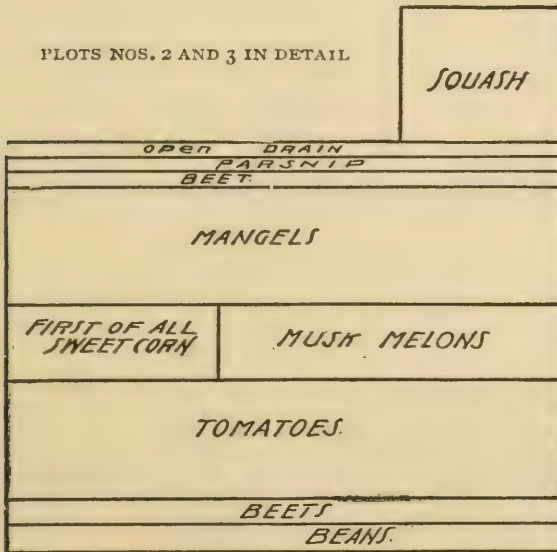 PLOTS NOS. 2 AND 3 IN DETAIL
SQUASH
OPEN DRAIN
PARSNIP
BEET.
MANGELS
FIRST OF ALL
SWEET CORN
MUSK MELONS
TOMATOES.
BEETS
BEANS.